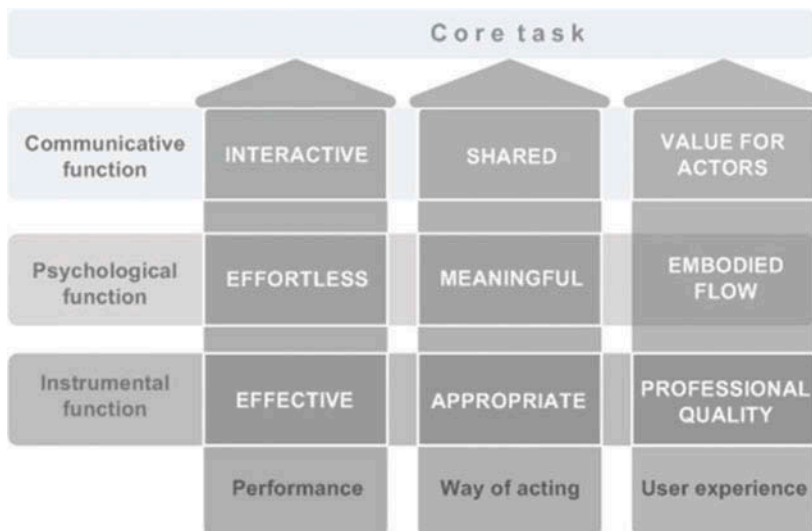 Core task
Communicative
function
INTERACTIVE
SHARED
VALUE FOR
ACTORS
Psychological
function
EFFORTLESS
MEANINGFUL
EMBODIED
FLOW
Instrumental
function
EFFECTIVE
APPROPRIATE
PROFESSIONAL
QUALITY
Performance
Way of acting
User experience